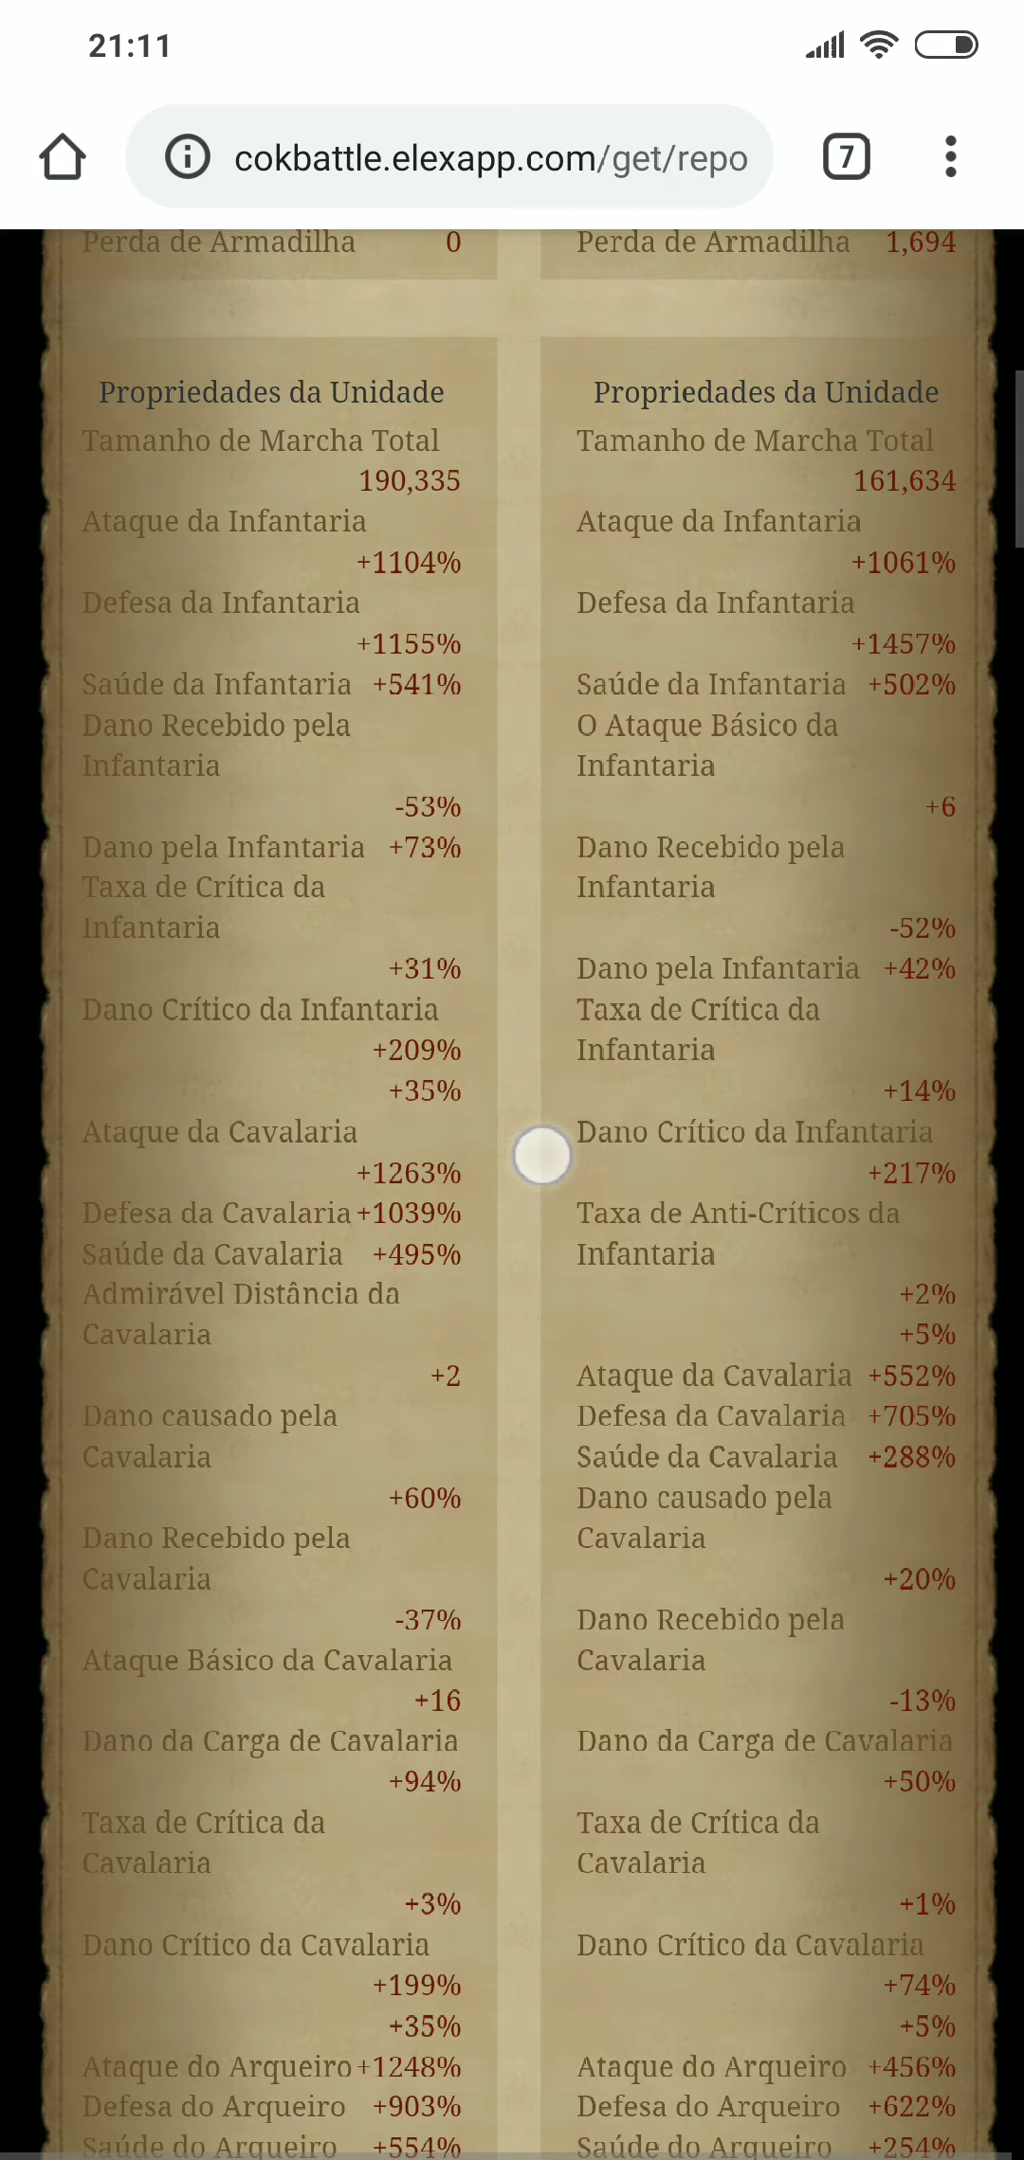 21:11
cokbattle.elexapp.com/get/repo
7
Perda de Armadilha 0
Propriedades da Unidade
Tamanho de Marcha Total
190,335
Ataque da Infantaria
+1104%
Defesa da Infantaria
+1155%
Saúde da Infantaria +541%
Dano Recebido pela
Infantaria
-53%
Dano pela Infantaria +73%
Taxa de Crítica da
Infantaria
+31%
Dano Crítico da Infantaria
+209%
+35%
Ataque da Cavalaria
+1263%
Defesa da Cavalaria +1039%
Saúde da Cavalaria +495%
Admirável Distância da
Cavalaria
+2
Dano causado pela
Cavalaria
+60%
Dano Recebido pela
Cavalaria
-37%
Ataque Básico da Cavalaria
+16
Dano da Carga de Cavalaria
+94%
Taxa de Crítica da
Cavalaria
+3%
Dano Crítico da Cavalaria
+199%
+35%
Ataque do Arqueiro +1248%
Defesa do Arqueiro +903%
Saúde do Arqueiro +554%
Perda de Armadilha 1,694
Propriedades da Unidade
Tamanho de Marcha Total
161,634
Ataque da Infantaria
+1061%
Defesa da Infantaria
+1457%
Saúde da Infantaria +502%
O Ataque Básico da
Infantaria
+6
Dano Recebido pela
Infantaria
-52%
Dano pela Infantaria +42%
Taxa de Crítica da
Infantaria
+14%
Dano Crítico da Infantaria
+217%
Taxa de Anti-Críticos da
Infantaria
+2%
+5%
Ataque da Cavalaria +552%
Defesa da Cavalaria +705%
Saúde da Cavalaria +288%
Dano causado pela
Cavalaria
+20%
Dano Recebido pela
Cavalaria
-13%
Dano da Carga de Cavalaria
+50%
Taxa de Crítica da
Cavalaria
+1%
Dano Crítico da Cavalaria
+74%
+5%
Ataque do Arqueiro +456%
Defesa do Arqueiro +622%
Saúde do Arqueiro +254%